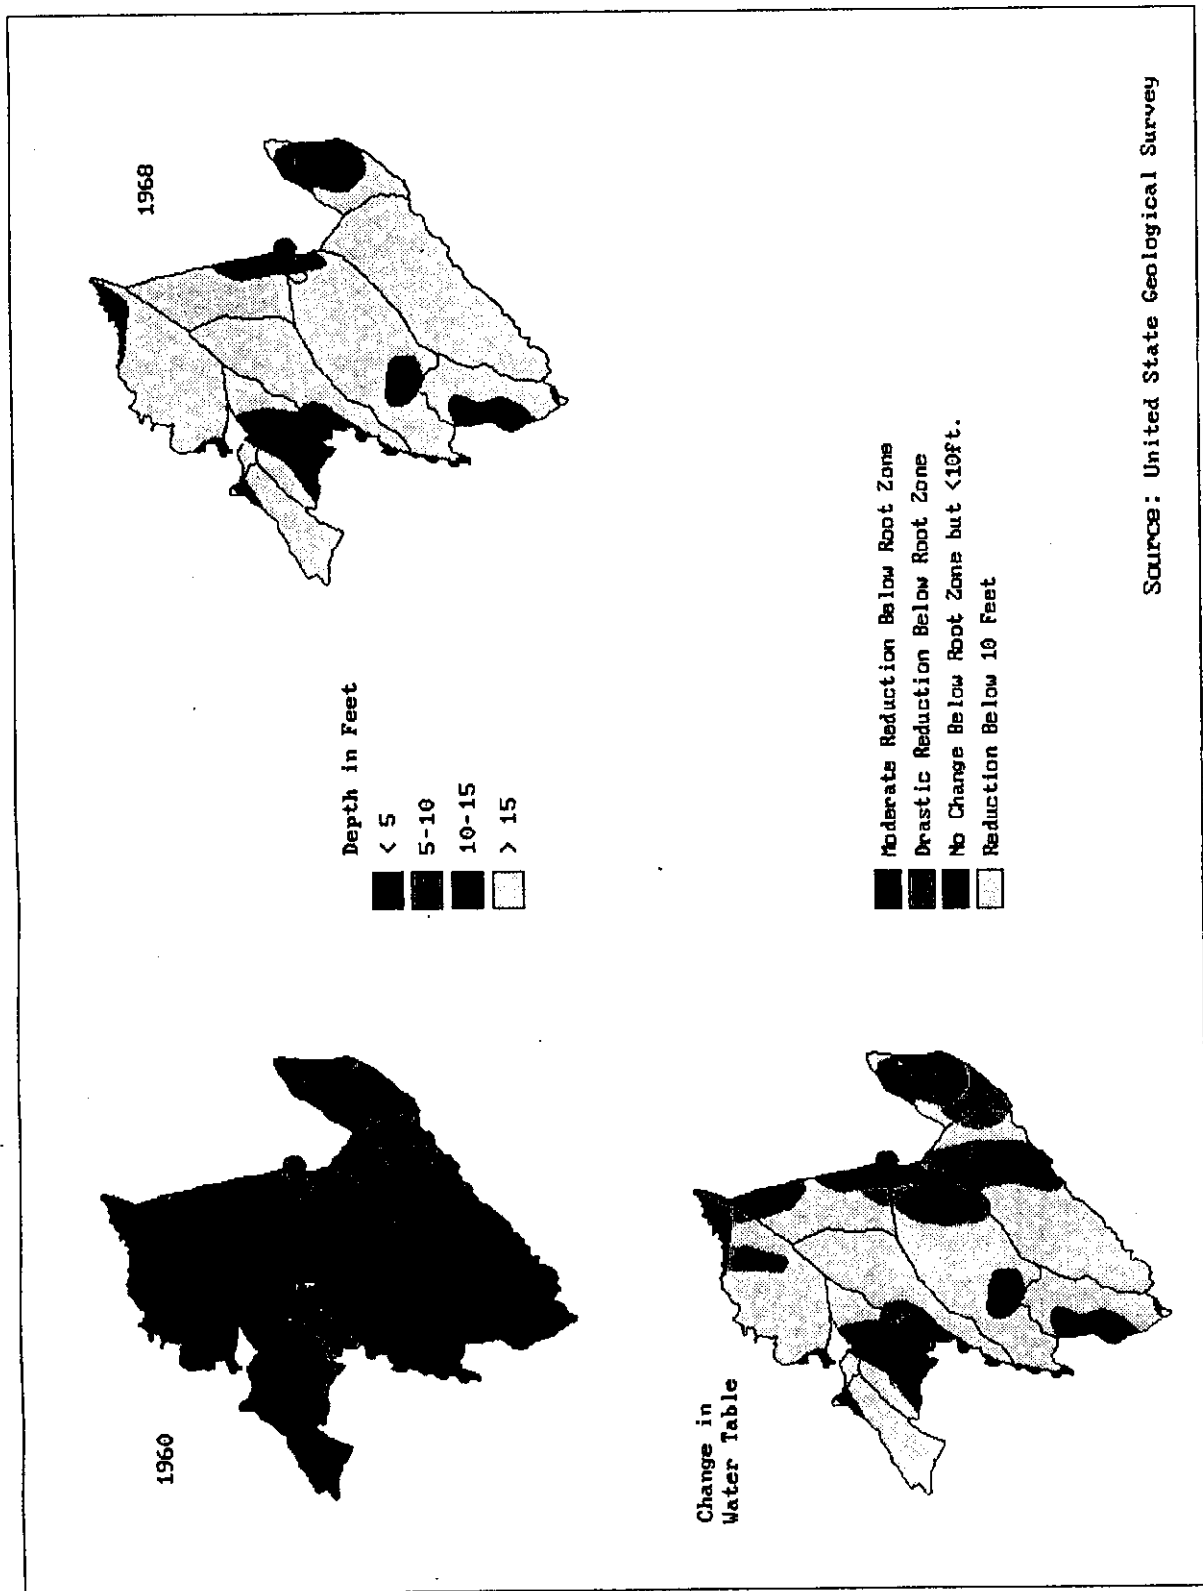 1960
1968
Depth in Feet
< 5
5-10
10-15
> 15
Change in
Water Table
Moderate Reduction Below Root Zone
Drastic Reduction Below Root Zone
No Change Below Root Zone but <10ft.
Reduction Below 10 Feet
Source: United State Geological Survey